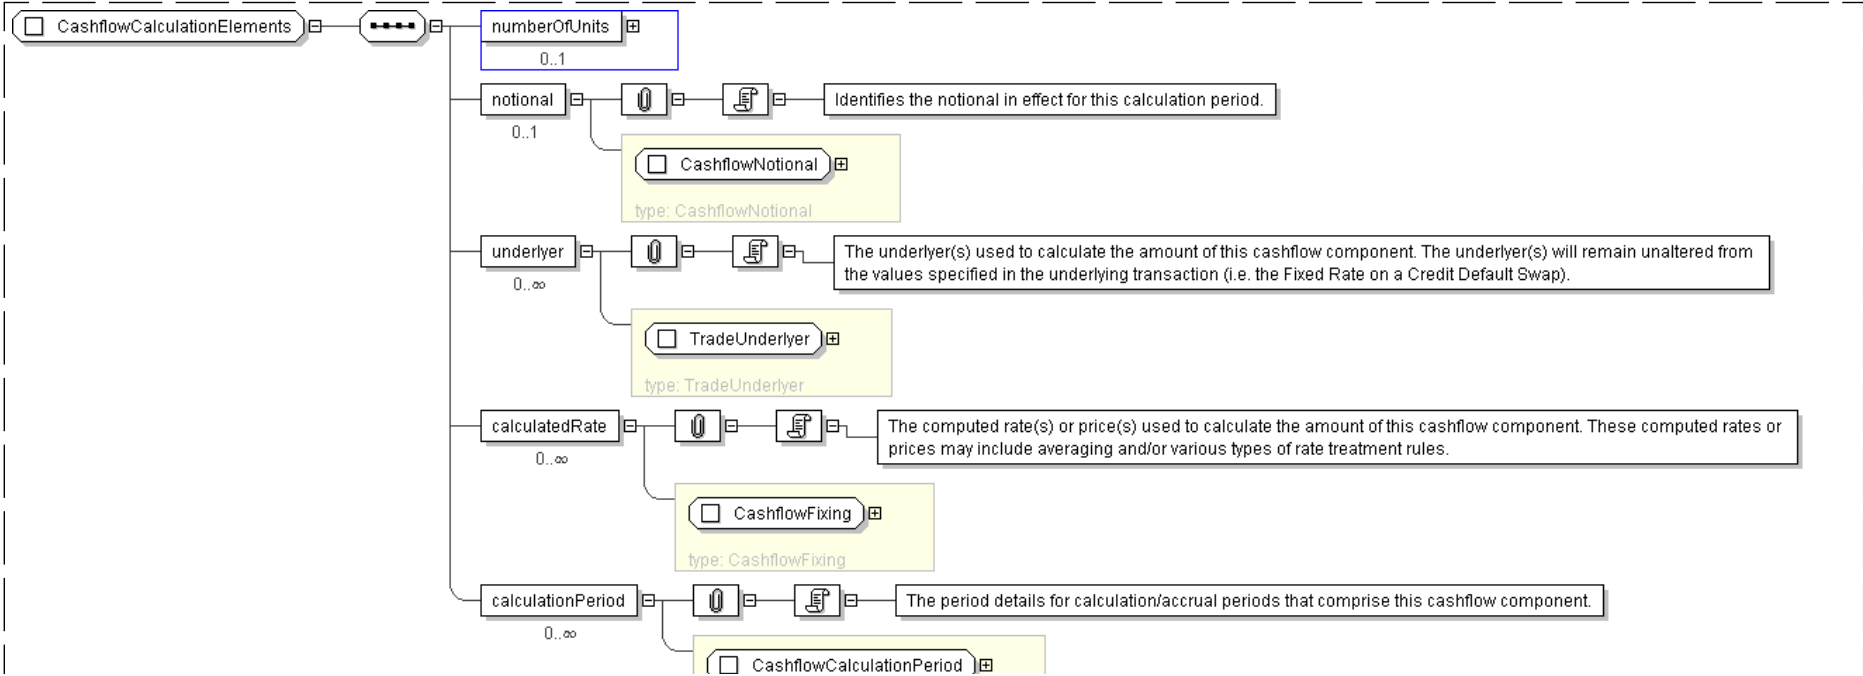 CashflowCalculationElements
numberOfUnits
0..1
notional
0..1
Identifies the notional in effect for this calculation period.
CashflowNotional
type: CashflowNotional
underlyer
0..∞
The underlyer(s) used to calculate the amount of this cashflow component. The underlyer(s) will remain unaltered from
the values specified in the underlying transaction (i.e. the Fixed Rate on a Credit Default Swap).
TradeUnderlyer
type: TradeUnderlyer
calculatedRate
0..∞
The computed rate(s) or price(s) used to calculate the amount of this cashflow component. These computed rates or
prices may include averaging and/or various types of rate treatment rules.
CashflowFixing
type: CashflowFixing
calculationPeriod
0..∞
The period details for calculation/accrual periods that comprise this cashflow component.
CashflowCalculationPeriod